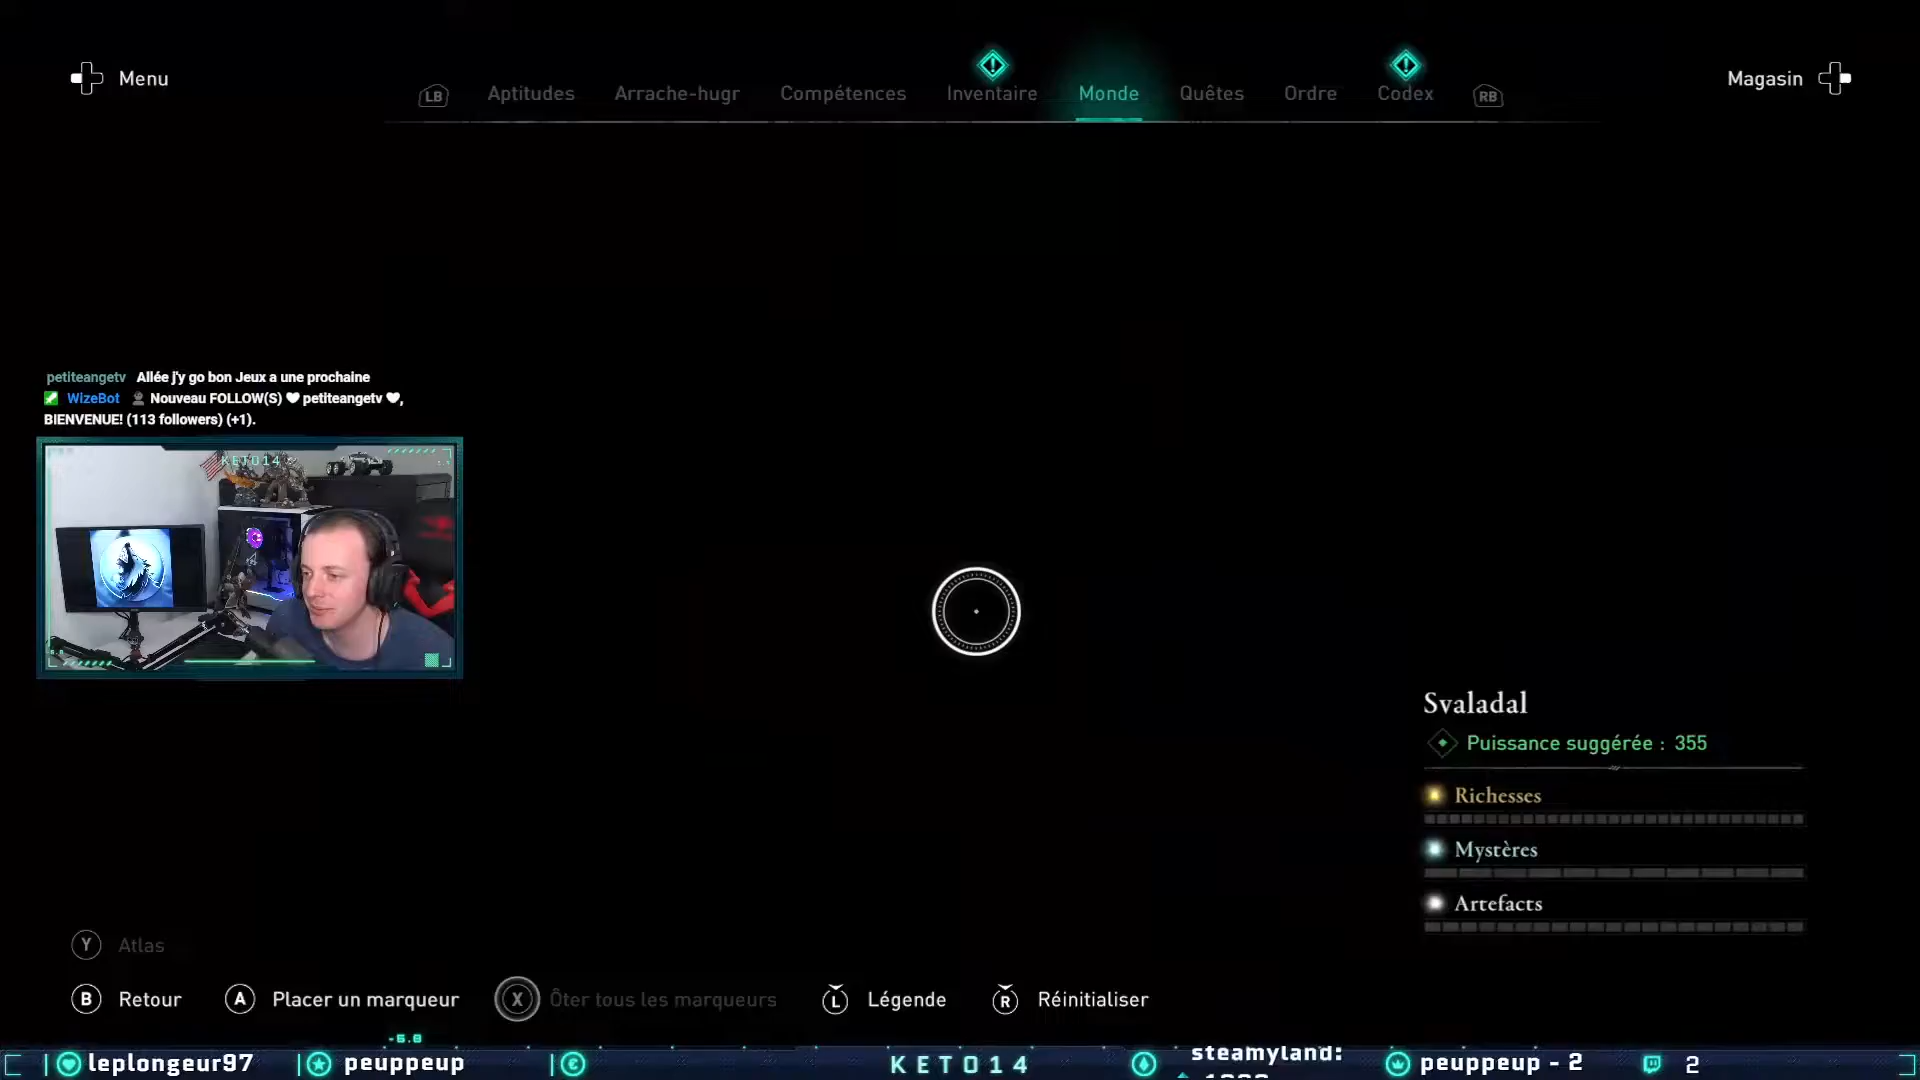 Menu
LB
Aptitudes
Arrache-hugr
Compétences
Inventaire
Monde
Quêtes
Ordre
Codex
RB
Magasin
petiteangetv Allée j'y go bon Jeux a une prochaine
WizeBot Nouveau FOLLOW(S) petiteangetv,
BIENVENUE! (113 followers) (+1).
KETO14
Svaladal
Puissance suggérée : 355
Richesses
Mystères
Artefacts
Y Atlas
B Retour
A Placer un marqueur
X Ôter tous les marqueurs
L Légende
R Réinitialiser
leplongeur97
peuppeup
KETO14
steamyland:
peuppeup - 2
2